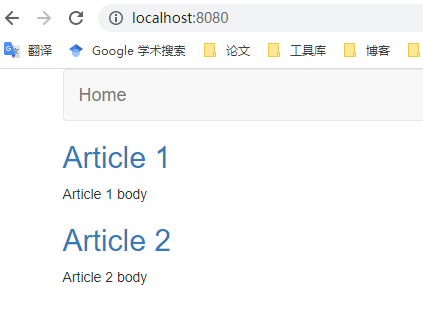 localhost:8080
翻译 Google 学术搜索 论文 工具库 博客
Home
Article 1
Article 1 body
Article 2
Article 2 body